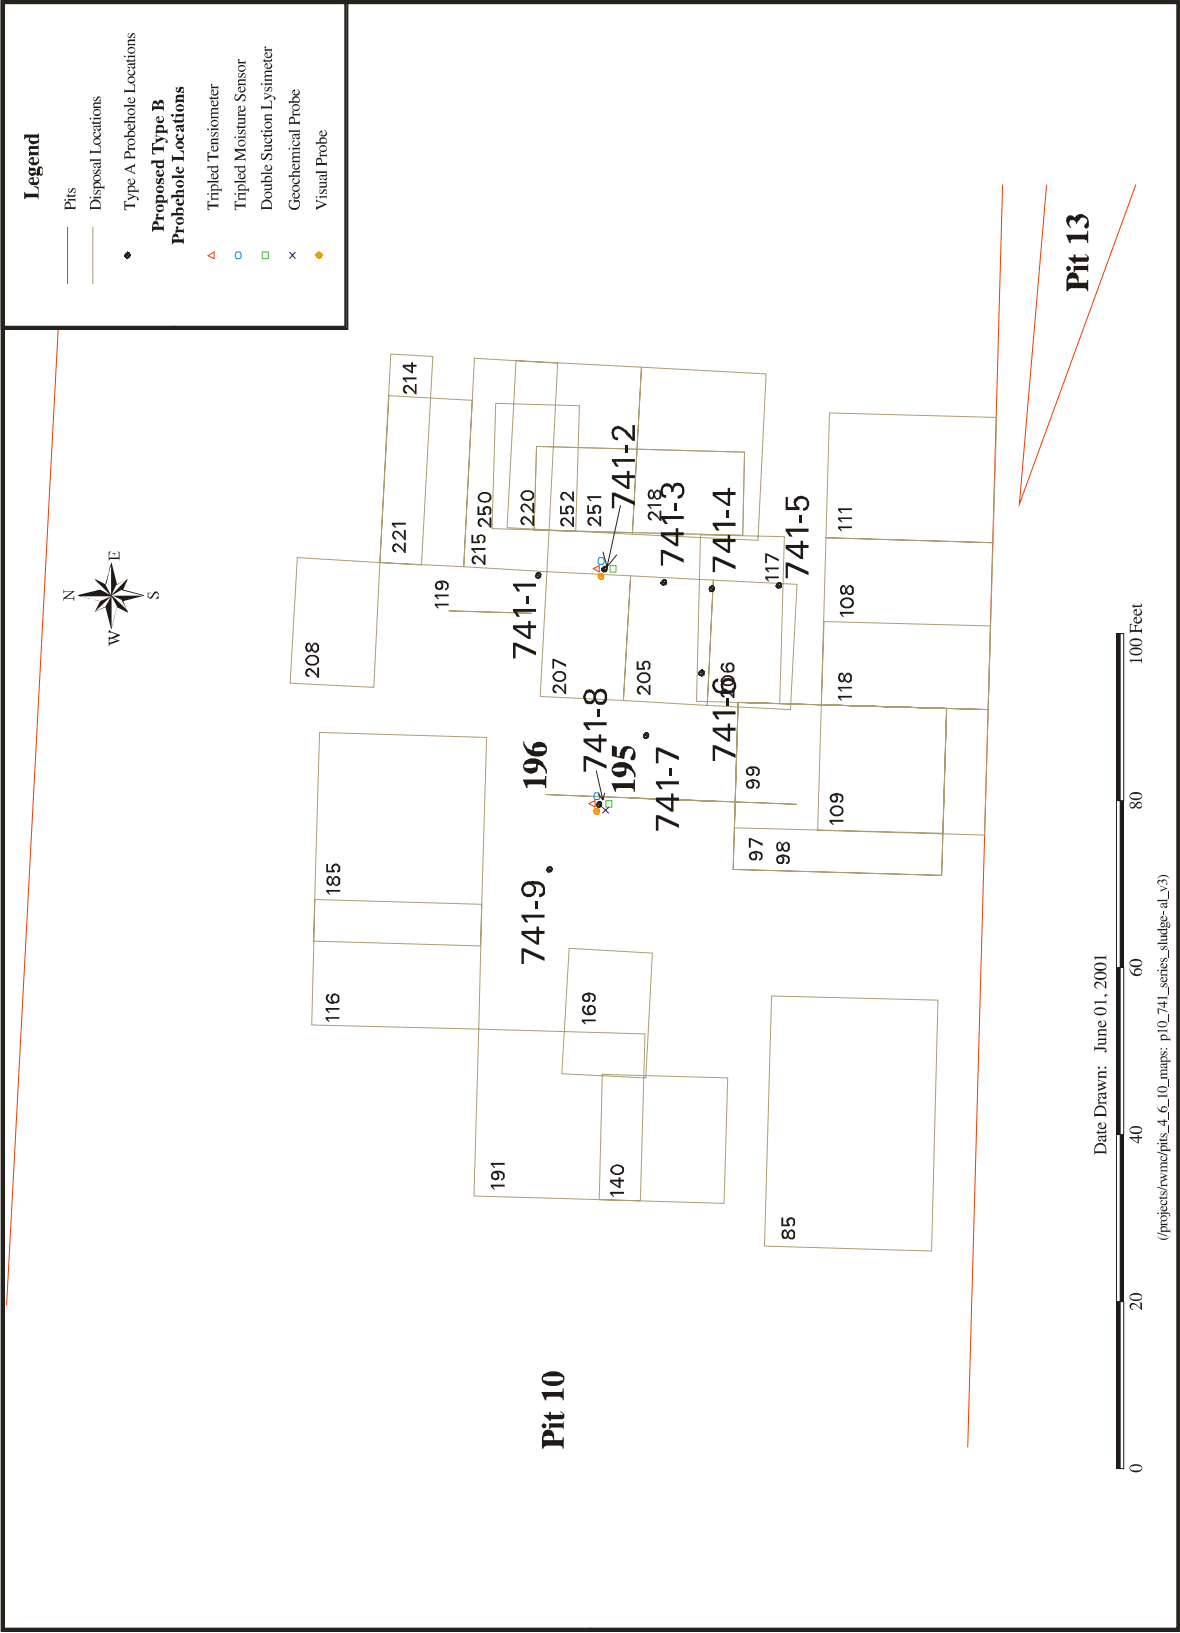 Legend
Pits
Disposal Locations
Type A Probehole Locations
Proposed Type B
Probehole Locations
Tripled Tensiometer
Tripled Moisture Sensor
Double Suction Lysimeter
Geochemical Probe
Visual Probe
N
W
E
S
Pit 10
Pit 13
208
221
214
119
215
250
220
252
251
218
741-1
741-2
741-3
741-4
741-5
117
207
205
206
741-6
741-7
741-8
741-9
196
195
185
116
169
191
140
85
97
98
99
109
118
108
111
0
20
40
60
80
100 Feet
Date Drawn: June 01, 2001
(/projects/rwmc/pits_4_6_10_maps: p10_741_series_sludge-al_v3)